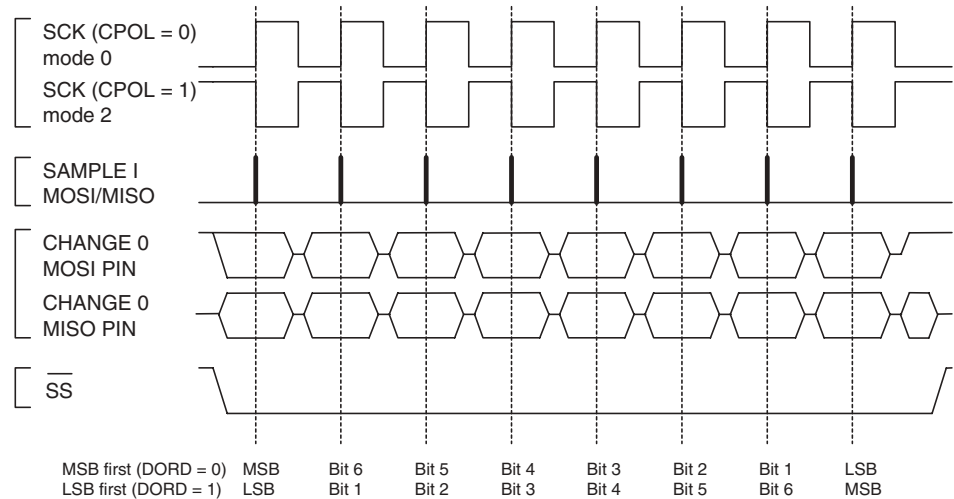 SCK (CPOL = 0)
mode 0
SCK (CPOL = 1)
mode 2
SAMPLE I
MOSI/MISO
CHANGE 0
MOSI PIN
CHANGE 0
MISO PIN
SS
MSB first (DORD = 0) MSB Bit 6 Bit 5 Bit 4 Bit 3 Bit 2 Bit 1 LSB
LSB first (DORD = 1) LSB Bit 1 Bit 2 Bit 3 Bit 4 Bit 5 Bit 6 MSB